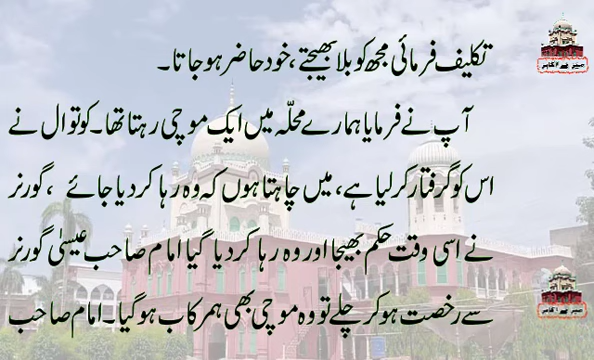 تکلیف فرمائی مجھ کو بلا بھیجتے، خود حاضر ہو جاتا۔
آپ نے فرمایا ہمارے محلّہ میں ایک موچی رہتا تھا۔ کوتوال نے
اس کو گرفتار کر لیا ہے، میں چاہتا ہوں کہ وہ رہا کر دیا جائے ، گورنر
نے اسی وقت حکم بھیجا اور وہ رہا کر دیا گیا امام صاحب عیسیٰ گورنر
سے رخصت ہو کر چلے تو وہ موچی بھی ہمرکاب ہو گیا۔ امام صاحب